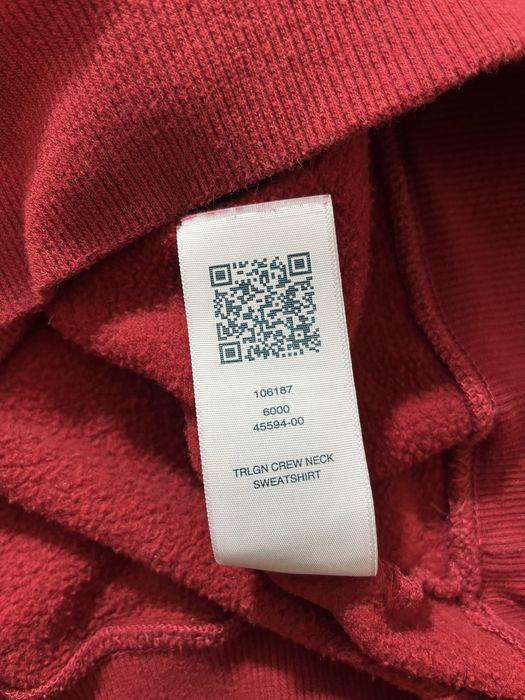 106187
6000
45594-00
TRLGN CREW NECK
SWEATSHIRT